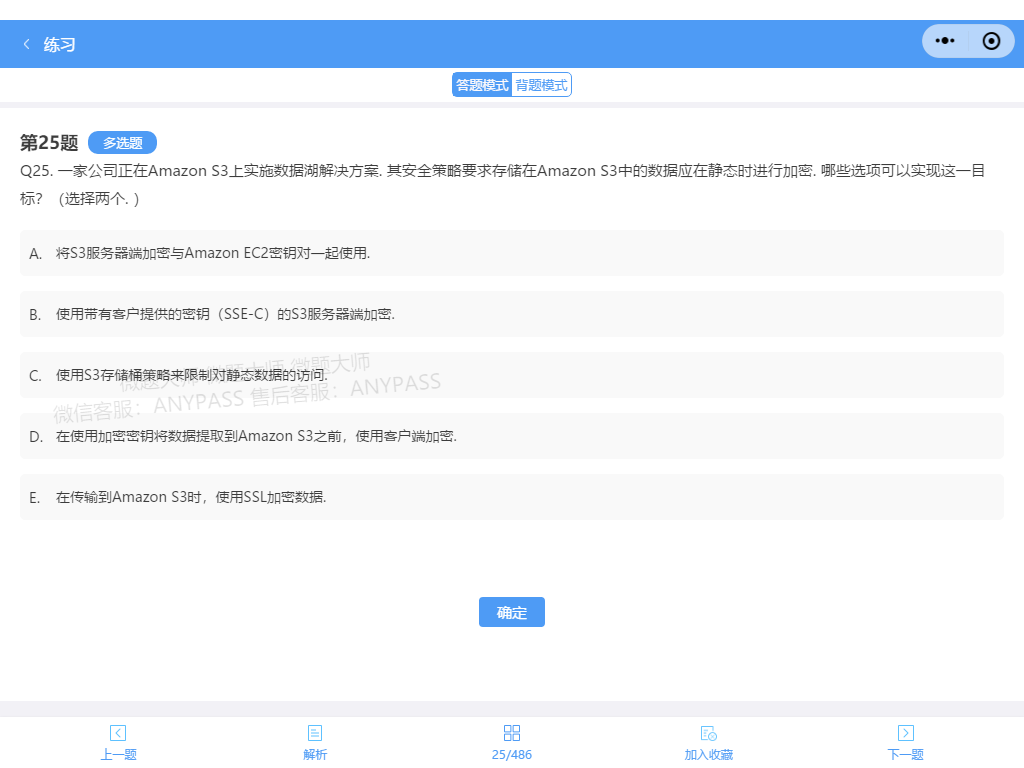 练习
答题模式 背题模式
第25题 多选题
Q25. 一家公司正在Amazon S3上实施数据湖解决方案. 其安全策略要求存储在Amazon S3中的数据应在静态时进行加密. 哪些选项可以实现这一目
标? （选择两个. ）
A. 将S3服务器端加密与Amazon EC2密钥对一起使用.
B. 使用带有客户提供的密钥（SSE-C）的S3服务器端加密.
微题大师 微题大师 微题大师
C. 使用S3存储桶策略来限制对静态数据的访问.
微信客服：ANYPASS 售后客服：ANYPASS
D. 在使用加密密钥将数据提取到Amazon S3之前，使用客户端加密.
E. 在传输到Amazon S3时，使用SSL加密数据.
确定
上一题 解析 25/486 加入收藏 下一题